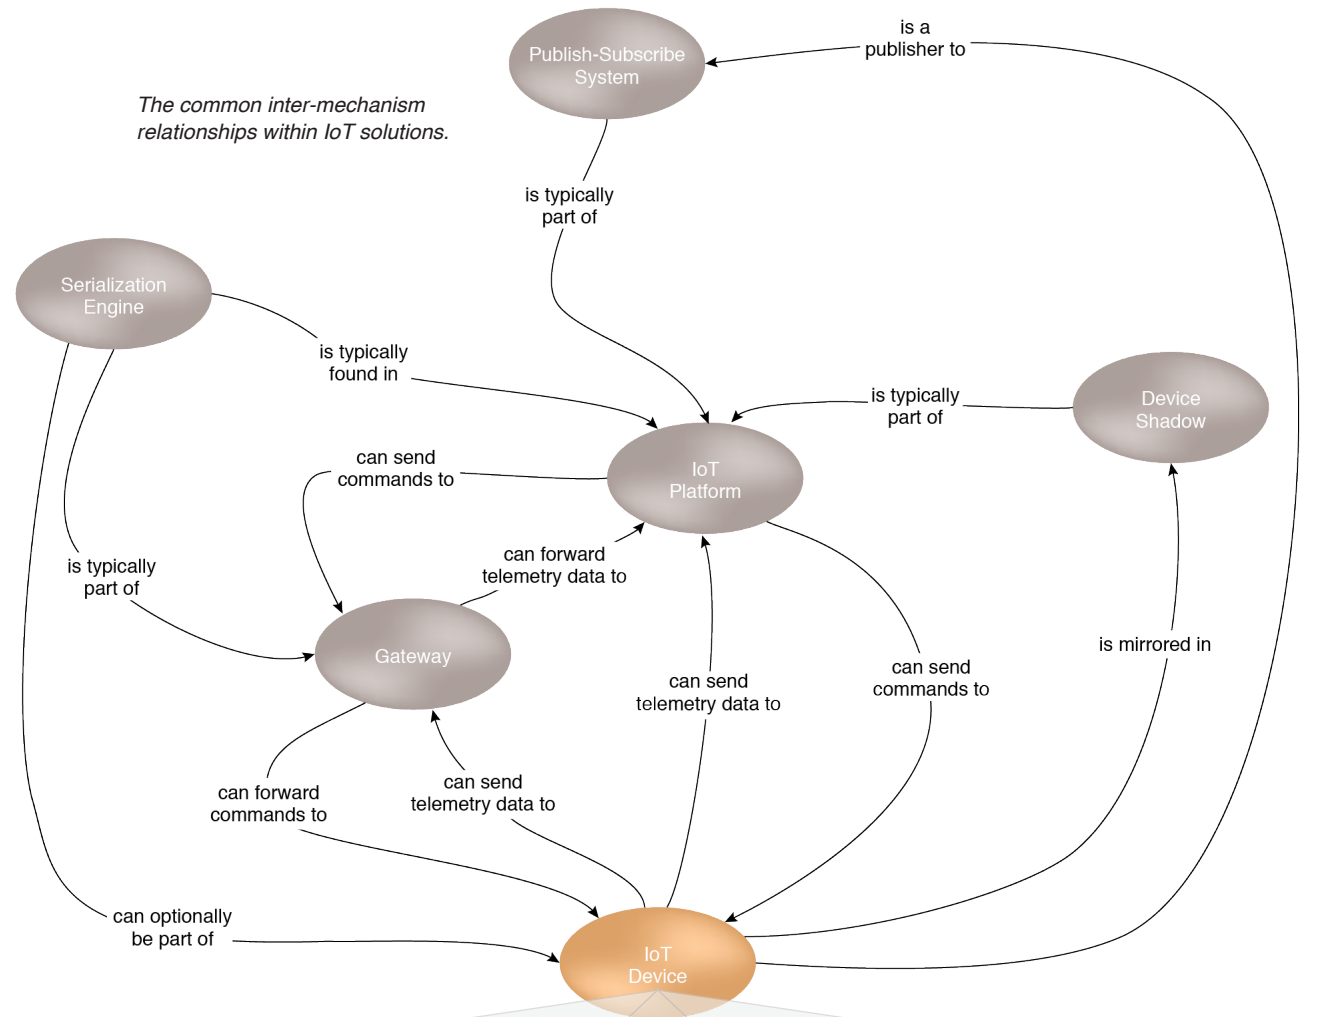 is a
publisher to
Publish-Subscribe
System
The common inter-mechanism
relationships within IoT solutions.
is typically
part of
Serialization
Engine
is typically
found in
is typically
part of
Device
Shadow
can send
commands to
IoT
Platform
can forward
telemetry data to
is typically
part of
Gateway
is mirrored in
can send
telemetry data to
can send
commands to
can forward
commands to
can send
telemetry data to
can optionally
be part of
IoT
Device